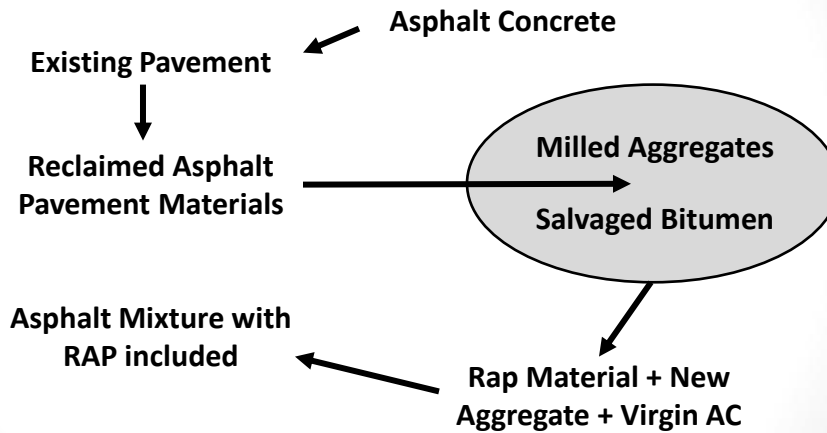 Asphalt Concrete
Existing Pavement
Reclaimed Asphalt
Pavement Materials
Milled Aggregates
Salvaged Bitumen
Rap Material + New
Aggregate + Virgin AC
Asphalt Mixture with
RAP included